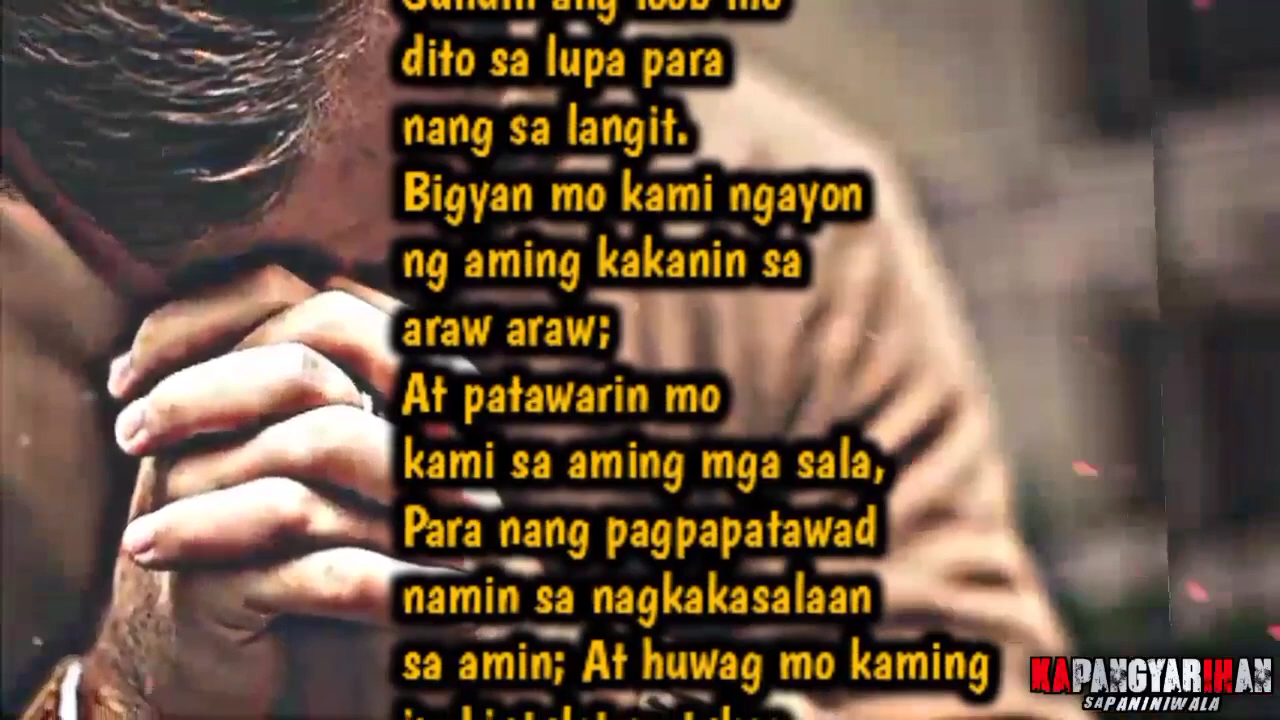 dito sa lupa para
nang sa langit.
Bigyan mo kami ngayon
ng aming kakanin sa
araw araw;
At patawarin mo
kami sa aming mga sala,
Para nang pagpapatawad
namin sa nagkakasalaan
sa amin; At huwag mo kaming
KAPANGYARIHAN
SAPANINIWALA